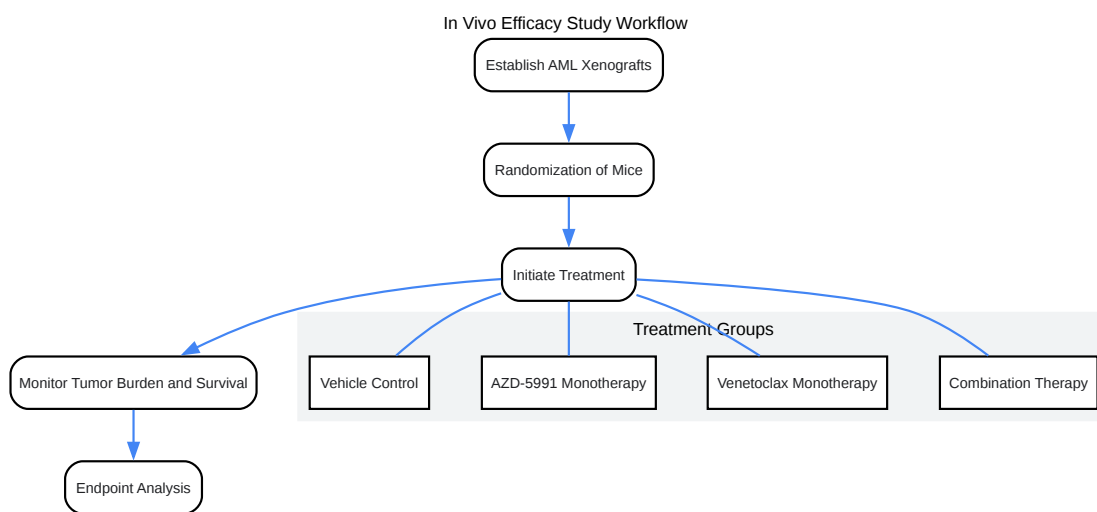 In Vivo Efficacy Study Workflow
Establish AML Xenografts
Randomization of Mice
Initiate Treatment
Treatment Groups
Monitor Tumor Burden and Survival
Vehicle Control
AZD-5991 Monotherapy
Venetoclax Monotherapy
Combination Therapy
Endpoint Analysis